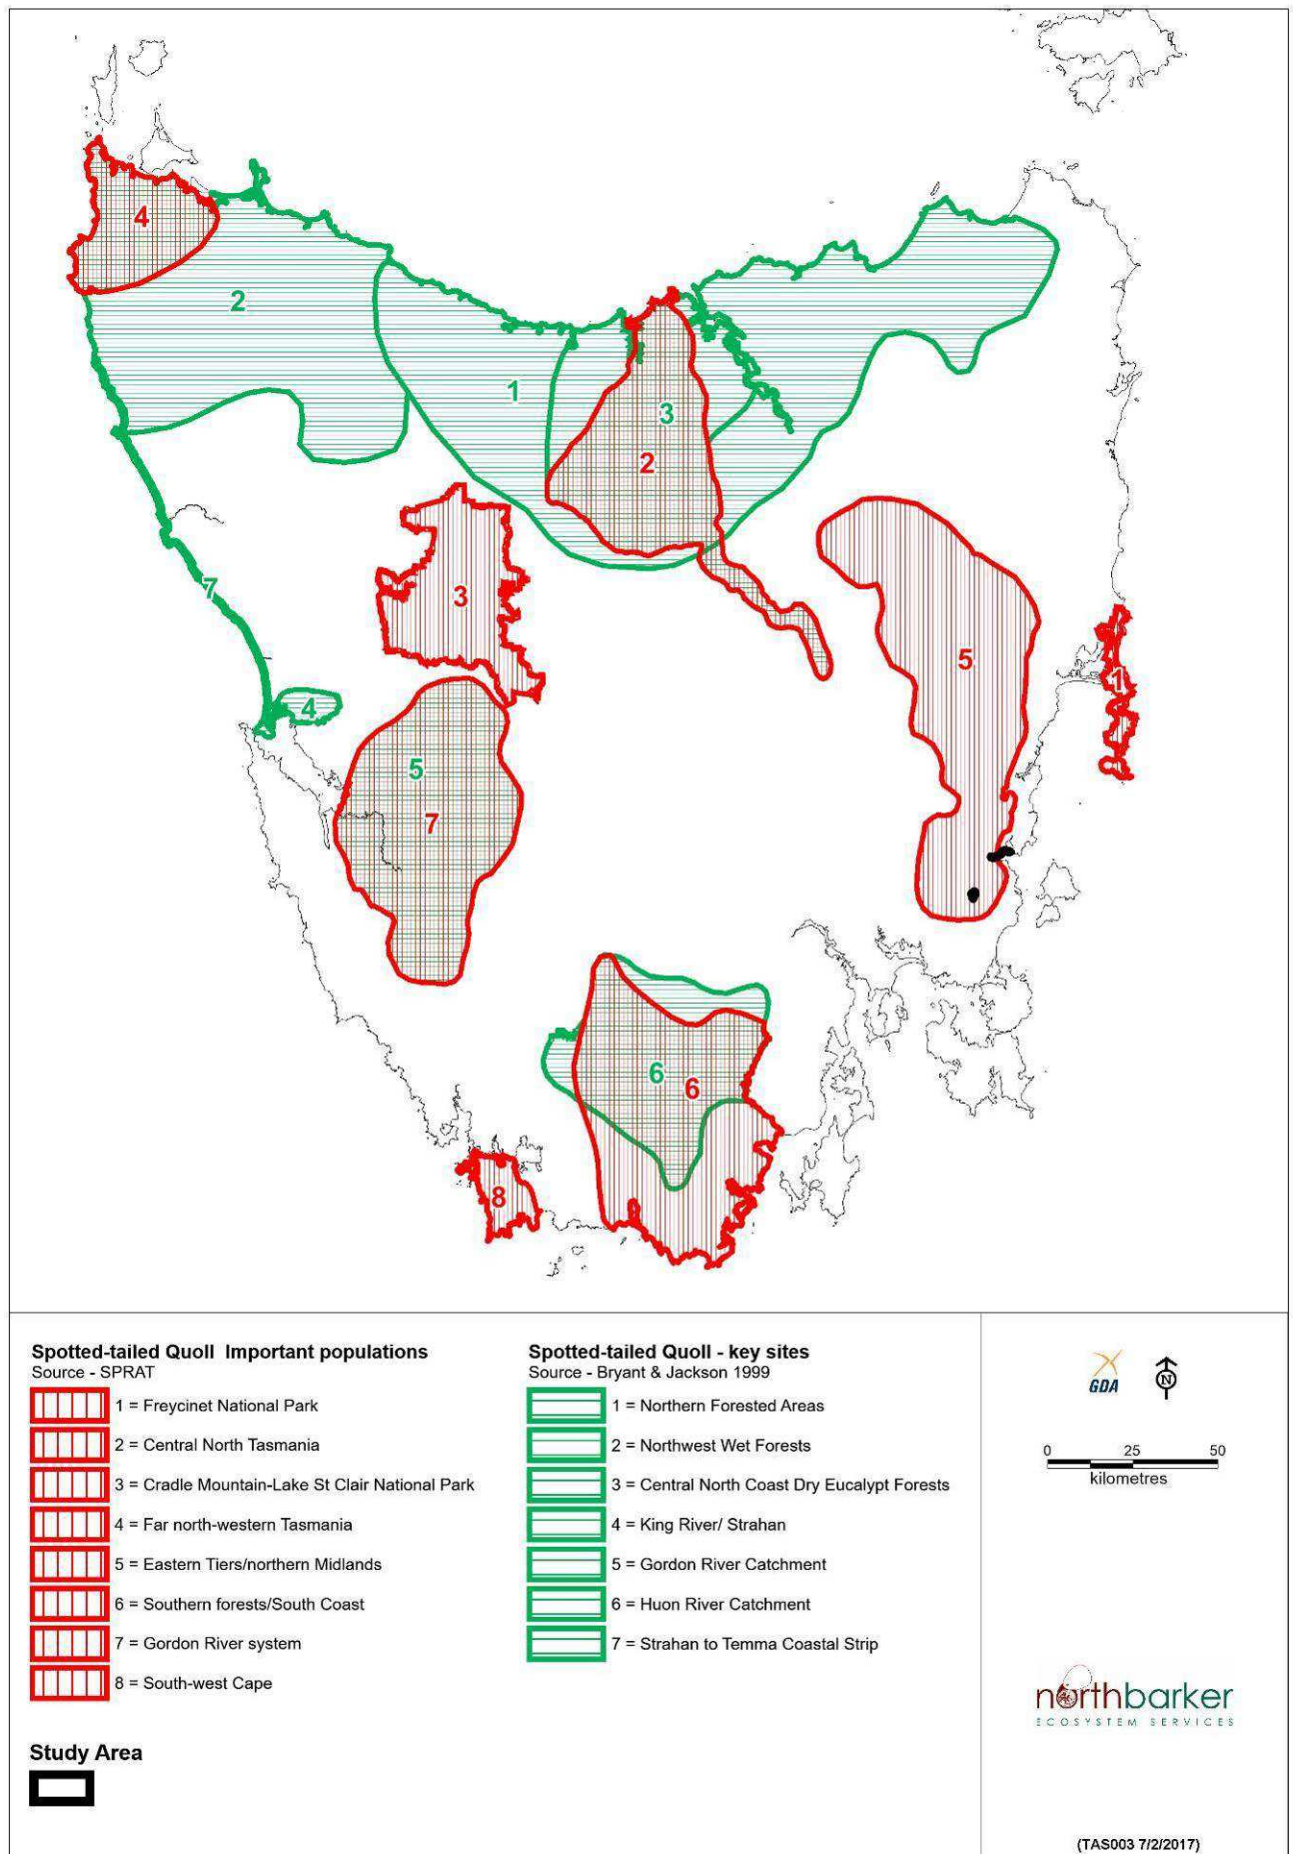 4
2
1
3
2
3
7
5
1
4
5
7
6
6
8
Spotted-tailed Quoll Important populations
Source - SPRAT
1 = Freycinet National Park
2 = Central North Tasmania
3 = Cradle Mountain-Lake St Clair National Park
4 = Far north-western Tasmania
5 = Eastern Tiers/northern Midlands
6 = Southern forests/South Coast
7 = Gordon River system
8 = South-west Cape
Study Area
Spotted-tailed Quoll - key sites
Source - Bryant & Jackson 1999
1 = Northern Forested Areas
2 = Northwest Wet Forests
3 = Central North Coast Dry Eucalypt Forests
4 = King River/ Strahan
5 = Gordon River Catchment
6 = Huon River Catchment
7 = Strahan to Temma Coastal Strip
GDA
N
0 25 50
kilometres
northbarker
ECOSYSTEM SERVICES
(TAS003 7/2/2017)